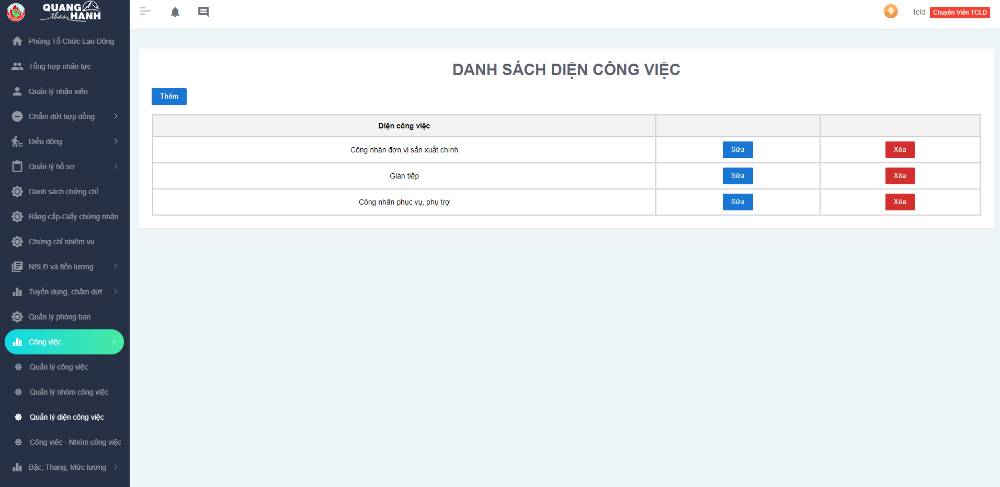 QUANG
than HANH
Phòng Tổ Chức Lao Động
Tổng hợp nhân lực
Quản lý nhân viên
Chấm dứt hợp đồng
Điều động
Quản lý hồ sơ
Danh sách chứng chỉ
Bằng cấp-Giấy chứng nhận
Chứng chỉ nhiệm vụ
NSLĐ và tiền lương
Tuyển dụng, chấm dứt
Quản lý phòng ban
Công việc
Quản lý công việc
Quản lý nhóm công việc
Quản lý diện công việc
Công viêc - Nhóm công việc
Bậc, Thang, Mức lương
tcld Chuyên Viên TCLD
DANH SÁCH DIỆN CÔNG VIỆC
Thêm
Diện công việc
Công nhân đơn vị sản xuất chính Sửa Xóa
Gián tiếp Sửa Xóa
Công nhân phục vụ, phụ trợ Sửa Xóa